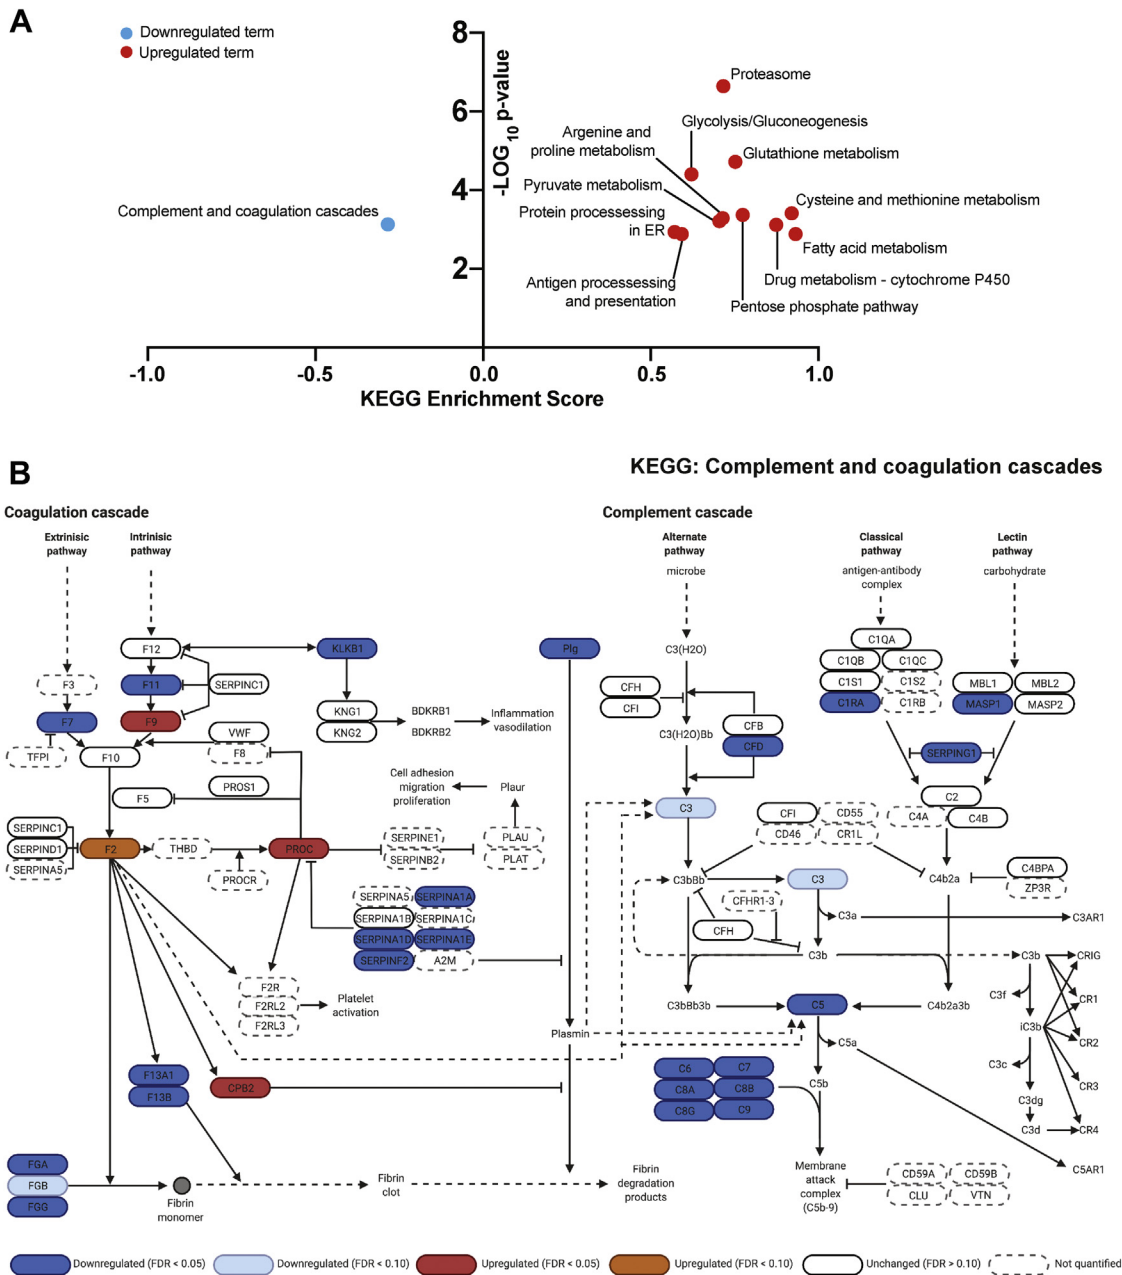 A
Downregulated term
Upregulated term
8
6
4
2
-LOG10 p-value
Proteasome
Glycolysis/Gluconeogenesis
Argenine and
proline metabolism
Glutathione metabolism
Pyruvate metabolism
Cysteine and methionine metabolism
Complement and coagulation cascades
Protein processessing
in ER
Fatty acid metabolism
Drug metabolism - cytochrome P450
Antigen processessing
and presentation
Pentose phosphate pathway
-1.0
-0.5
0.0
0.5
1.0
KEGG Enrichment Score
B
KEGG: Complement and coagulation cascades
Coagulation cascade
Extrinisic
pathway
Intrinisic
pathway
F12
KLKB1
Plg
F3
F11
SERPINC1
F7
F9
KNG1
KNG2
BDKRB1
BDKRB2
Inflammation
vasodilation
TFPI
F10
VWF
F8
F5
PROS1
Cell adhesion
migration
proliferation
Plaur
SERPINC1
SERPIND1
SERPINA5
F2
THBD
PROC
PROCR
SERPINE1
SERPINB2
PLAU
PLAT
SERPINA5
SERPINA1A
SERPINA1B
SERPINA1C
SERPINA1D
SERPINA1E
SERPINF2
A2M
F2R
F2RL2
F2RL3
Platelet
activation
Plasmin
F13A1
F13B
CPB2
FGA
FGB
FGG
Fibrin
monomer
Fibrin
clot
Fibrin
degradation
products
Complement cascade
Alternate
pathway
Classical
pathway
Lectin
pathway
microbe
antigen-antibody
complex
carbohydrate
C3(H2O)
C1QA
C1QB
C1QC
C1S1
C1S2
C1RA
C1RB
MBL1
MBL2
MASP1
MASP2
CFH
CFI
C3(H2O)Bb
CFB
CFD
SERPING1
C3
C2
C4A
C4B
CFI
CD55
CD46
CR1L
C3bBb
C3
C4b2a
C4BPA
ZP3R
CFHR1-3
C3a
C3AR1
CFH
C3b
C3b
CRIG
C3f
CR1
C3bBb3b
C5
C4b2a3b
iC3b
CR2
C5a
C3c
C6
C7
C8A
C8B
C8G
C9
C5b
CR3
C3dg
C3d
CR4
C5AR1
Membrane
attack
complex
(C5b-9)
CD59A
CD59B
CLU
VTN
Downregulated (FDR < 0.05)
Downregulated (FDR < 0.10)
Upregulated (FDR < 0.05)
Upregulated (FDR < 0.10)
Unchanged (FDR > 0.10)
Not quantified